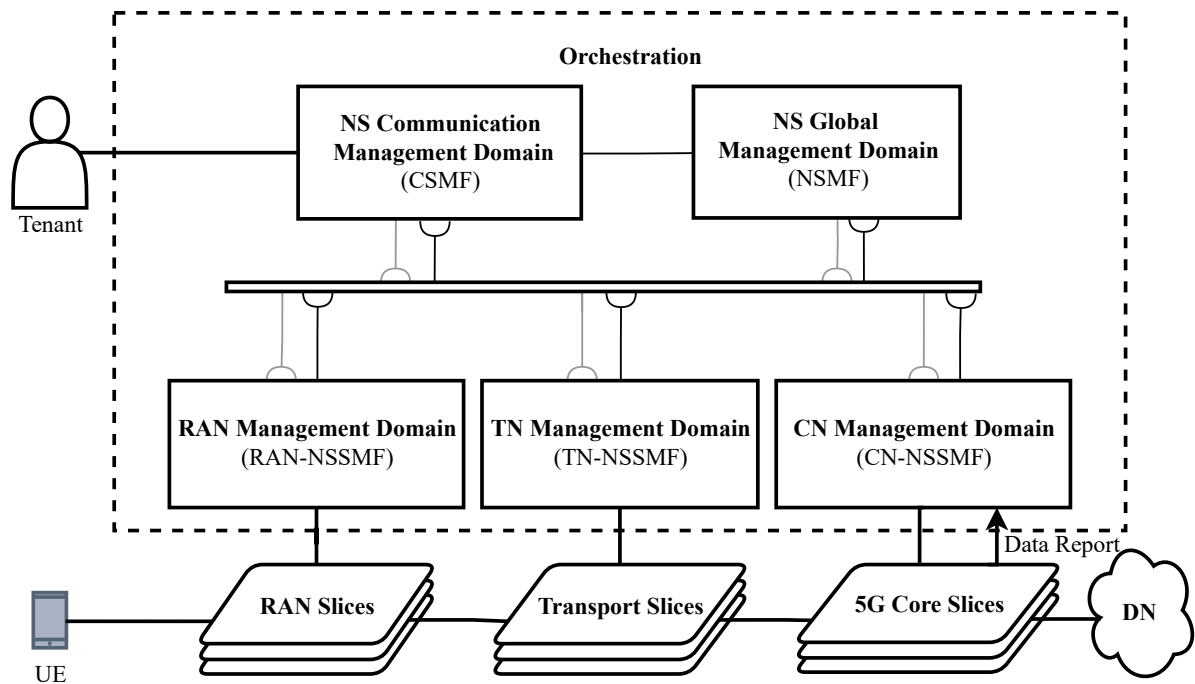 Orchestration
NS Communication
Management Domain
(CSMF)
NS Global
Management Domain
(NSMF)
Tenant
RAN Management Domain
(RAN-NSSMF)
TN Management Domain
(TN-NSSMF)
CN Management Domain
(CN-NSSMF)
Data Report
RAN Slices
Transport Slices
5G Core Slices
DN
UE